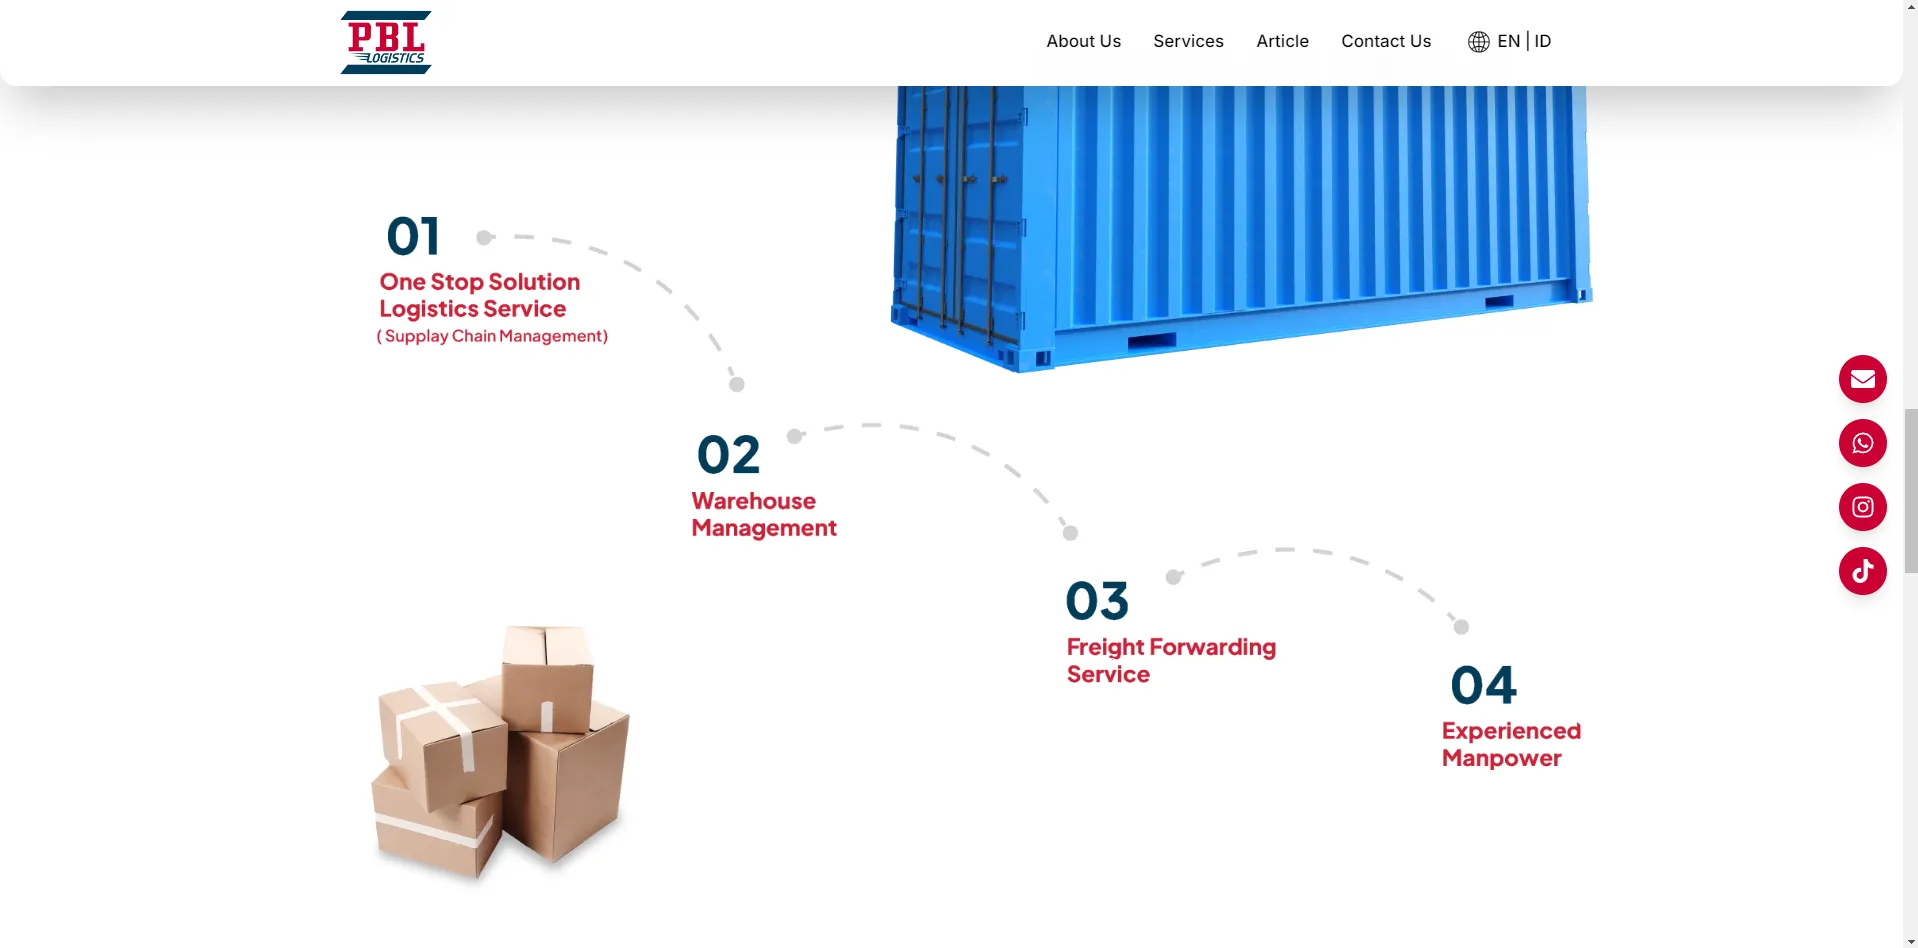 PBL
LOGISTICS
About Us
Services
Article
Contact Us
EN | ID
01
One Stop Solution
Logistics Service
( Supplay Chain Management)
02
Warehouse
Management
03
Freight Forwarding
Service
04
Experienced
Manpower